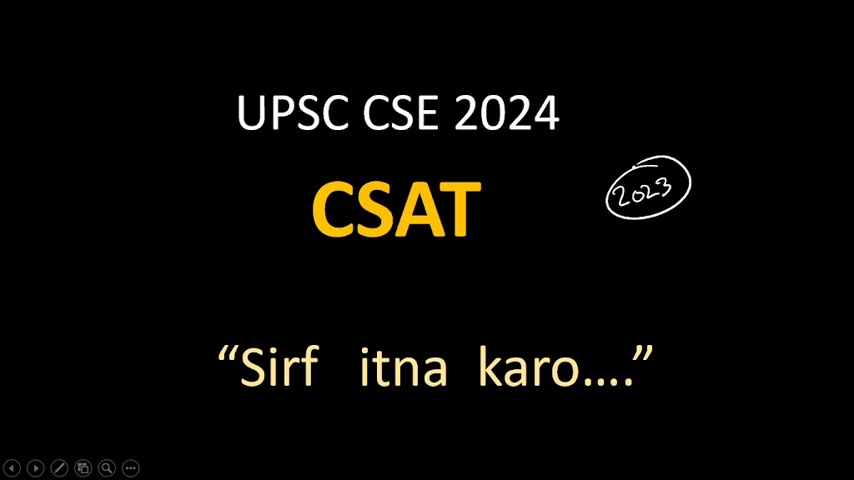 UPSC CSE 2024
CSAT
2023
“Sirf itna karo....”